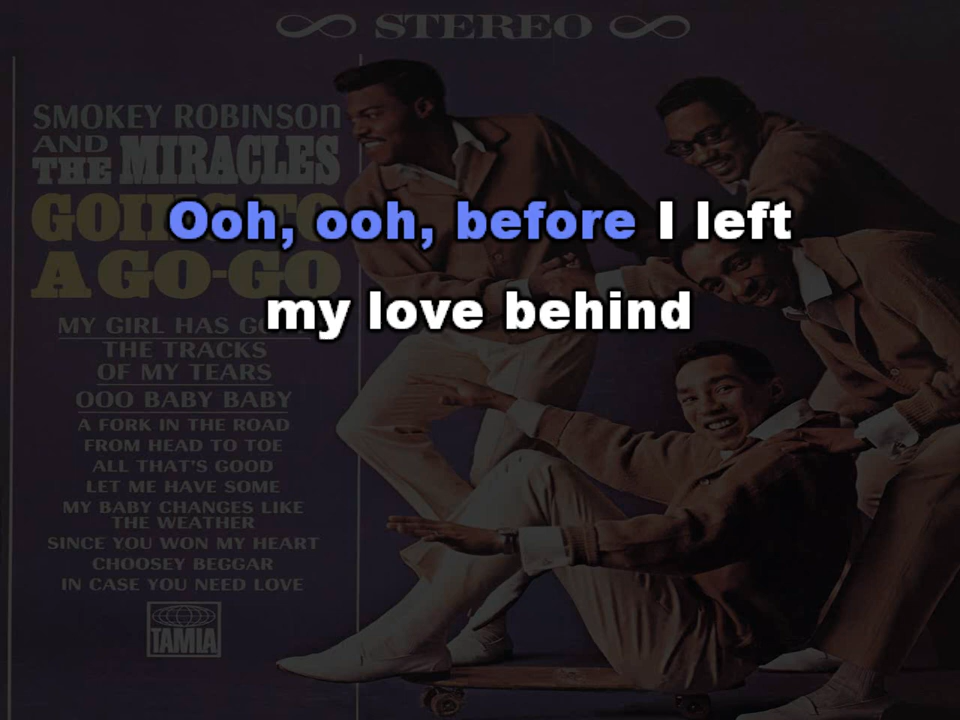 STEREO
SMOKEY ROBINSON
AND
THE MIRACLES
GOING TO
A GO-GO
Ooh, ooh, before I left
my love behind
MY GIRL HAS
THE TRACKS
OF MY TEARS
OOO BABY BABY
A FORK IN THE ROAD
FROM HEAD TO TOE
ALL THAT'S GOOD
LET ME HAVE SOME
MY BABY CHANGES LIKE
THE WEATHER
SINCE YOU WON MY HEART
CHOOSEY BEGGAR
IN CASE YOU NEED LOVE
TAMLA